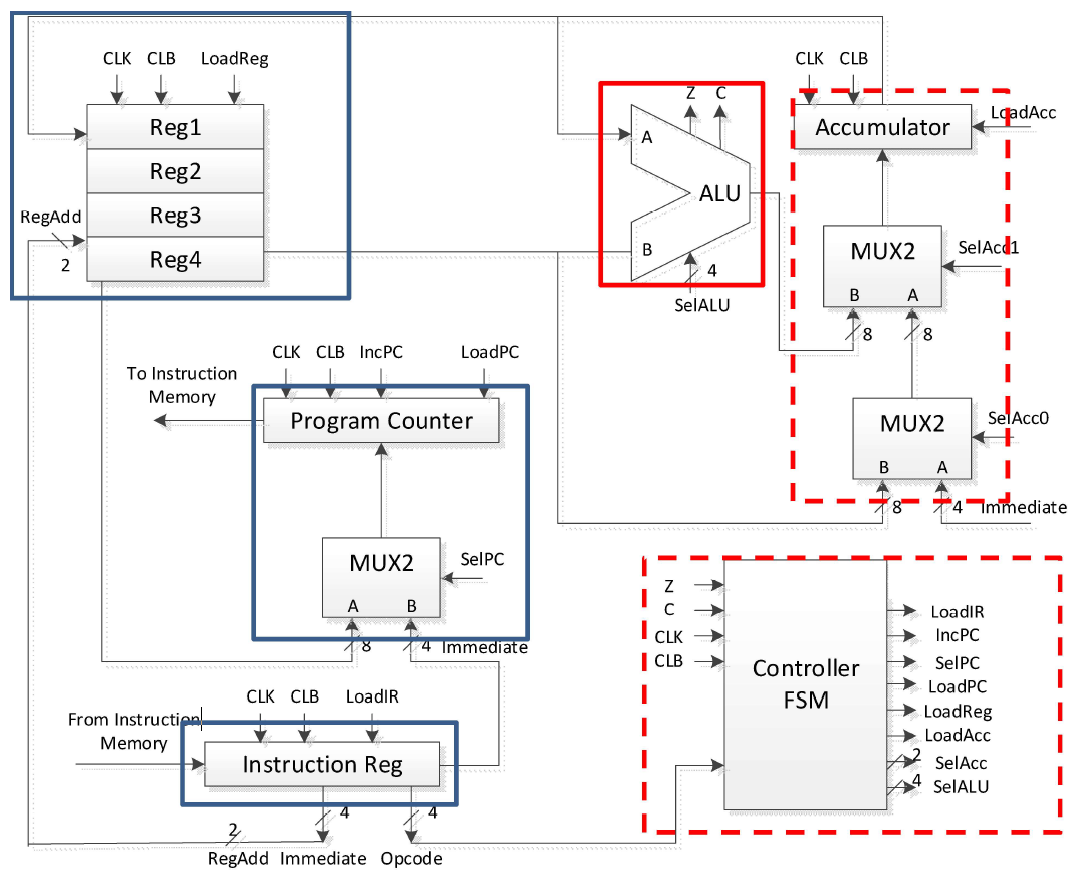 CLK CLB LoadReg
Reg1
Reg2
Reg3
Reg4
RegAdd
2
Z C
A
ALU
B
4
SelALU
CLK CLB
Accumulator
LoadAcc
MUX2
SelAcc1
B A
8 8
MUX2
SelAcc0
B A
8 4 Immediate
CLK CLB IncPC LoadPC
To Instruction
Memory
Program Counter
MUX2
SelPC
A B
8 4 Immediate
CLK CLB LoadIR
From Instruction
Memory
Instruction Reg
4 4
2
RegAdd Immediate Opcode
Z
C
CLK
CLB
Controller
FSM
LoadIR
IncPC
SelPC
LoadPC
LoadReg
LoadAcc
2 SelAcc
4 SelALU